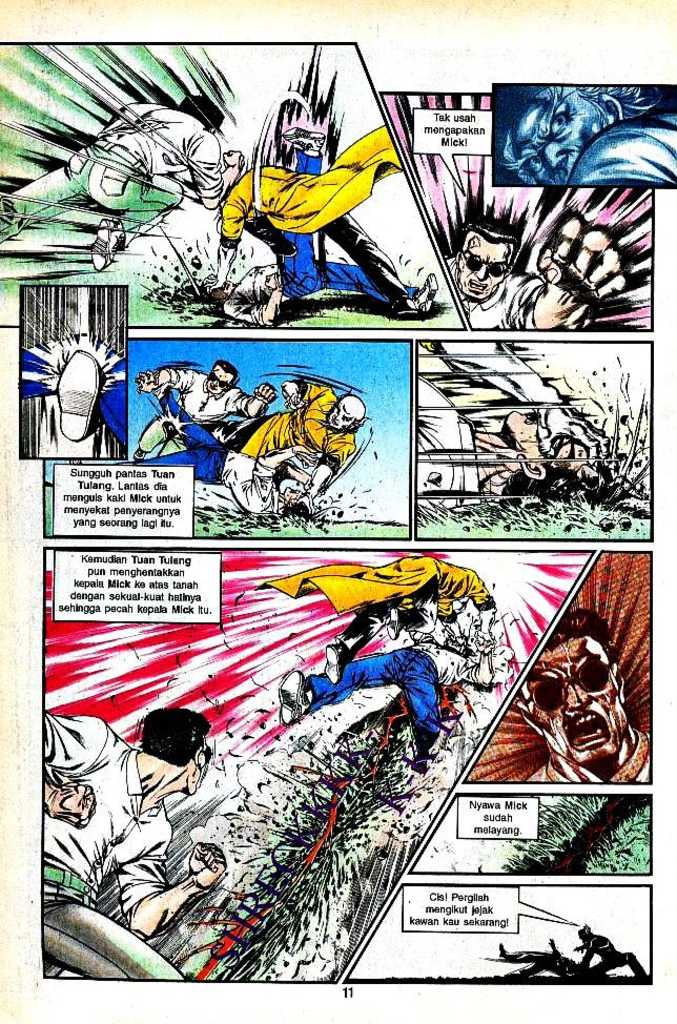 Tak usah
mengapakan
Mick!
Sungguh pantas Tuan
Tulang. Lantas dia
menguis kaki Mick untuk
menyekat penyerangnya
yang seorang lagi itu.
Kemudian Tuan Tulang
pun menghentakkan
kepala Mick ke atas tanah
dengan sekuat-kuat hatinya
sehingga pecah kepala Mick itu.
SHRECKKKK-K-K-K
Nyawa Mick
sudah
melayang.
Cis! Pergilah
mengikut jejak
kawan kau sekarang!
11